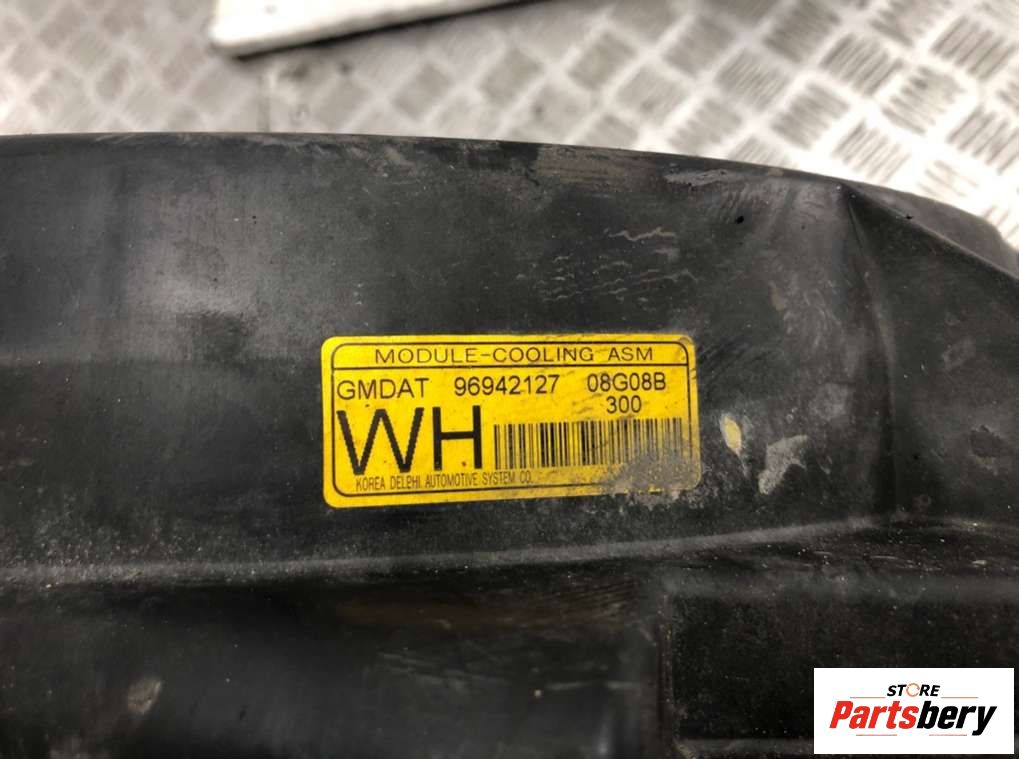 MODULE-COOLING ASM
GMDAT 96942127 08G08B
300
WH
KOREA DELPHI AUTOMOTIVE SYSTEM CO.
STORE
Partsbery